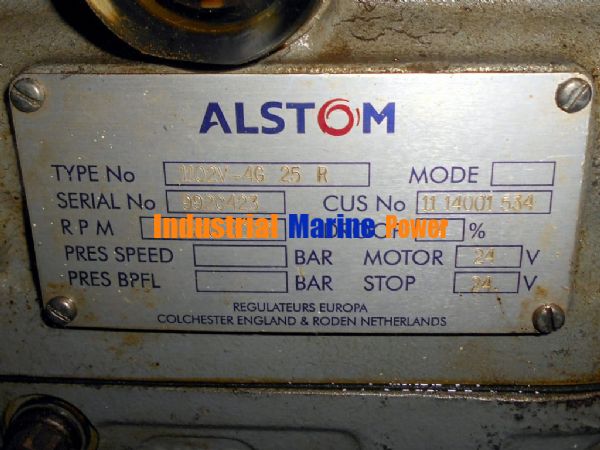 ALSTOM
TYPE No 1102V-4G 25 R MODE
SERIAL No 9920423 CUS No 11 14001 534
Industrial Marine Power
RPM %
PRES SPEED BAR MOTOR 24 V
PRES BPFL BAR STOP 24 V
REGULATEURS EUROPA
COLCHESTER ENGLAND & RODEN NETHERLANDS